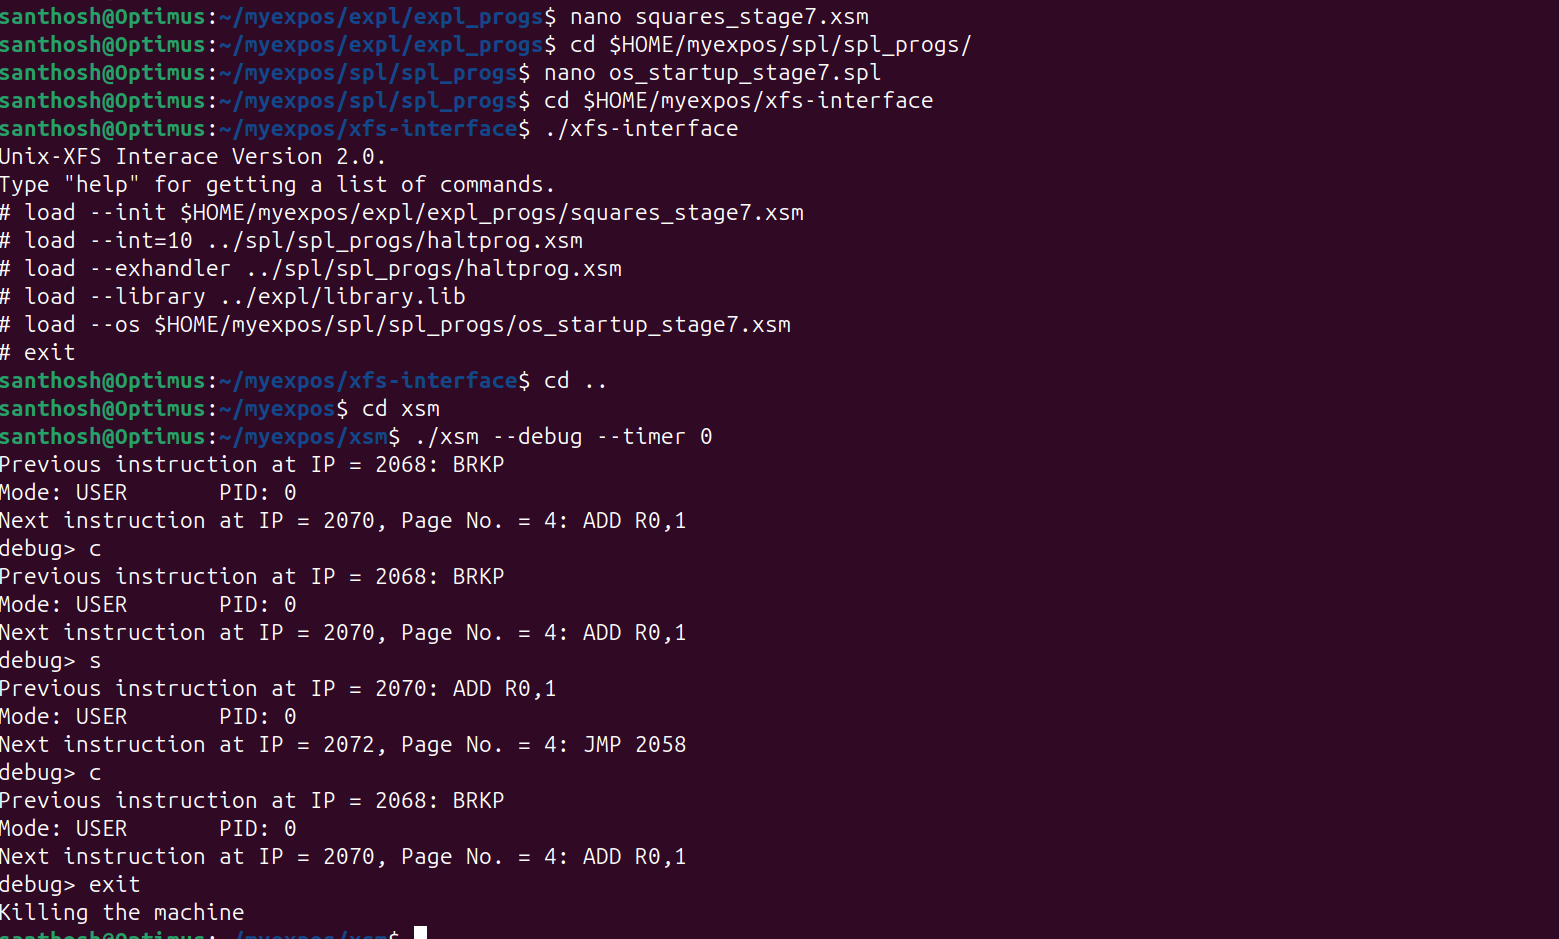 santhosh@Optimus:~/myexpos/expl/expl_progs$ nano squares_stage7.xsm
santhosh@Optimus:~/myexpos/expl/expl_progs$ cd $HOME/myexpos/spl/spl_progs/
santhosh@Optimus:~/myexpos/spl/spl_progs$ nano os_startup_stage7.spl
santhosh@Optimus:~/myexpos/spl/spl_progs$ cd $HOME/myexpos/xfs-interface
santhosh@Optimus:~/myexpos/xfs-interface$ ./xfs-interface
Unix-XFS Interace Version 2.0.
Type "help" for getting a list of commands.
# load --init $HOME/myexpos/expl/expl_progs/squares_stage7.xsm
# load --int=10 ../spl/spl_progs/haltprog.xsm
# load --exhandler ../spl/spl_progs/haltprog.xsm
# load --library ../expl/library.lib
# load --os $HOME/myexpos/spl/spl_progs/os_startup_stage7.xsm
# exit
santhosh@Optimus:~/myexpos/xfs-interface$ cd ..
santhosh@Optimus:~/myexpos$ cd xsm
santhosh@Optimus:~/myexpos/xsm$ ./xsm --debug --timer 0
Previous instruction at IP = 2068: BRKP
Mode: USER       PID: 0
Next instruction at IP = 2070, Page No. = 4: ADD R0,1
debug> c
Previous instruction at IP = 2068: BRKP
Mode: USER       PID: 0
Next instruction at IP = 2070, Page No. = 4: ADD R0,1
debug> s
Previous instruction at IP = 2070: ADD R0,1
Mode: USER       PID: 0
Next instruction at IP = 2072, Page No. = 4: JMP 2058
debug> c
Previous instruction at IP = 2068: BRKP
Mode: USER       PID: 0
Next instruction at IP = 2070, Page No. = 4: ADD R0,1
debug> exit
Killing the machine
santhosh@Optimus:~/myexpos/xsm$